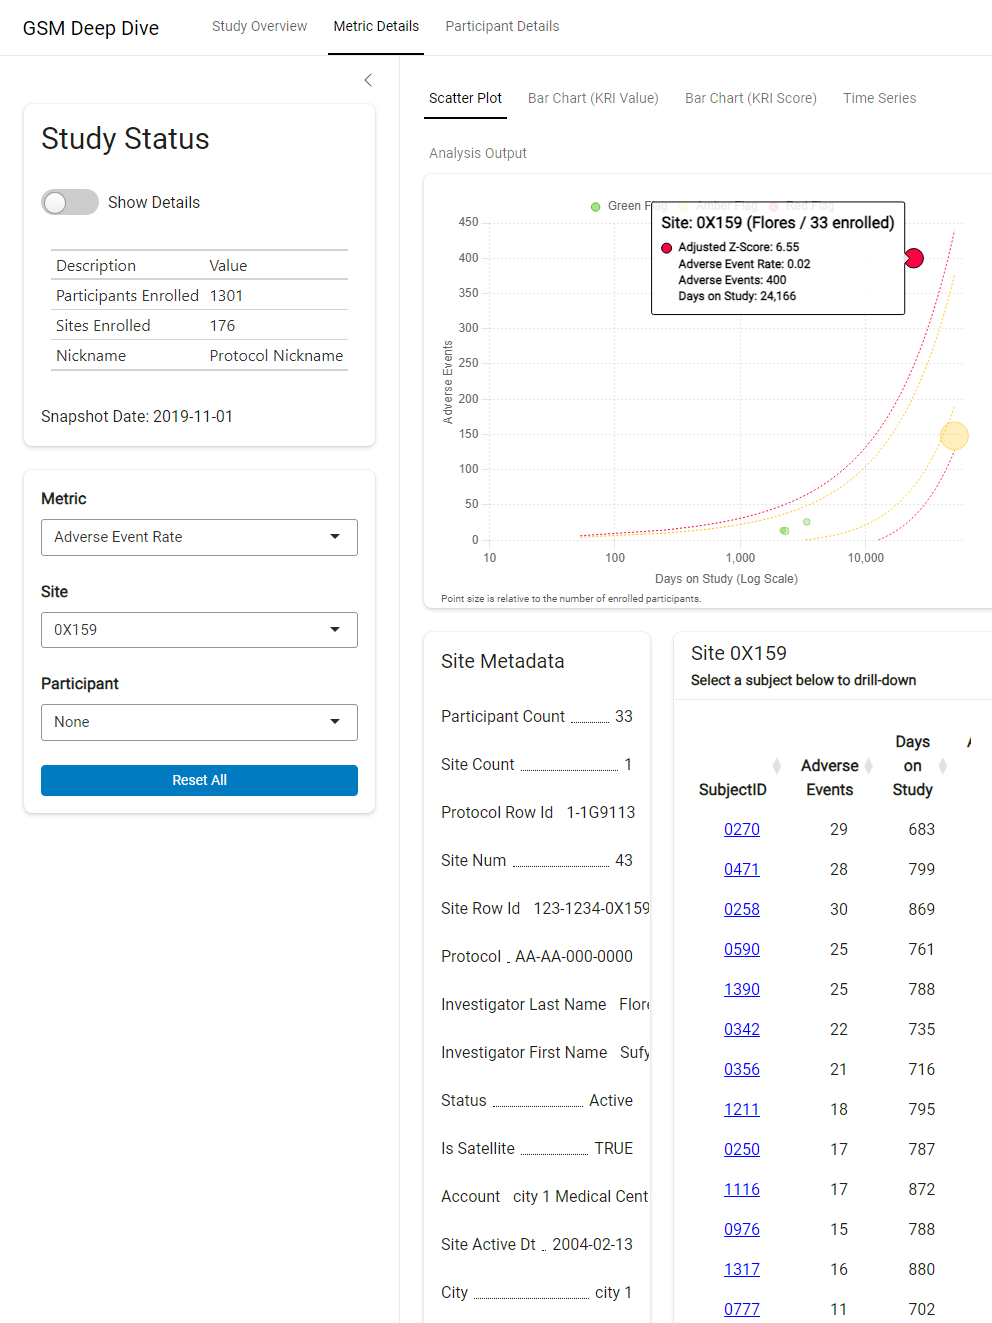 GSM Deep Dive
Study Overview
Metric Details
Participant Details
Study Status
Show Details
Description Value
Participants Enrolled 1301
Sites Enrolled 176
Nickname Protocol Nickname
Snapshot Date: 2019-11-01
Metric
Adverse Event Rate
Site
0X159
Participant
None
Reset All
Scatter Plot
Bar Chart (KRI Value)
Bar Chart (KRI Score)
Time Series
Analysis Output
Green Flag Amber Flag Red Flag
Site: 0X159 (Flores / 33 enrolled)
Adjusted Z-Score: 6.55
Adverse Event Rate: 0.02
Adverse Events: 400
Days on Study: 24,166
Adverse Events
450
400
350
300
250
200
150
100
50
0
10 100 1,000 10,000
Days on Study (Log Scale)
Point size is relative to the number of enrolled participants.
Site Metadata
Participant Count 33
Site Count 1
Protocol Row Id 1-1G9113
Site Num 43
Site Row Id 123-1234-0X159
Protocol AA-AA-000-0000
Investigator Last Name Flore
Investigator First Name Sufy
Status Active
Is Satellite TRUE
Account city 1 Medical Cent
Site Active Dt 2004-02-13
City city 1
Site 0X159
Select a subject below to drill-down
SubjectID Adverse Events Days on Study
0270 29 683
0471 28 799
0258 30 869
0590 25 761
1390 25 788
0342 22 735
0356 21 716
1211 18 795
0250 17 787
1116 17 872
0976 15 788
1317 16 880
0777 11 702